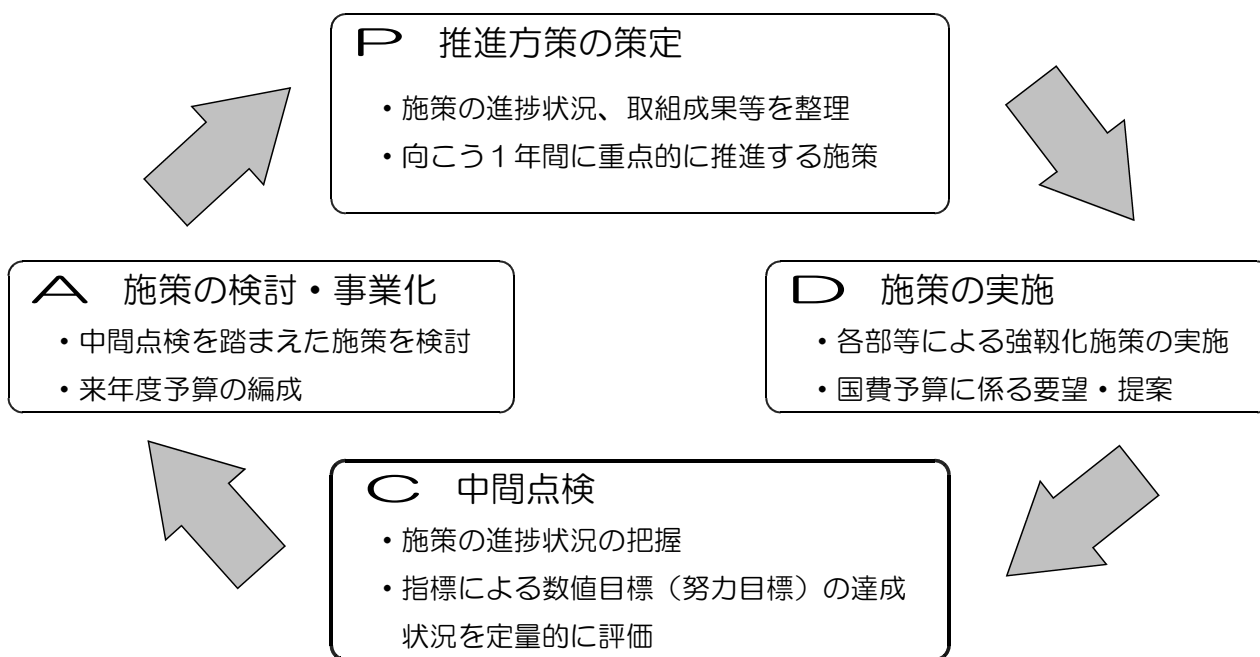 P 推進方策の策定
・施策の進捗状況、取組成果等を整理
・向こう１年間に重点的に推進する施策
A 施策の検討・事業化
・中間点検を踏まえた施策を検討
・来年度予算の編成
D 施策の実施
・各部等による強靱化施策の実施
・国費予算に係る要望・提案
C 中間点検
・施策の進捗状況の把握
・指標による数値目標（努力目標）の達成
状況を定量的に評価